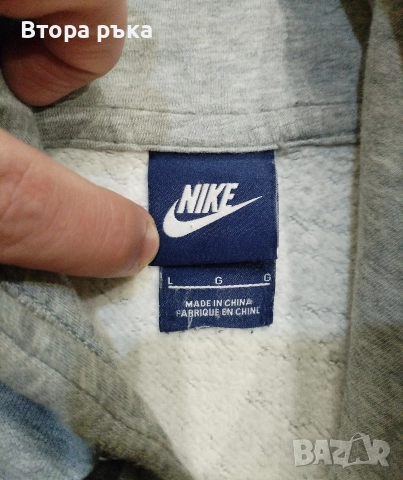 Втора ръка
NIKE
L G G
MADE IN CHINA
FABRIQUE EN CHINE
BAZAR